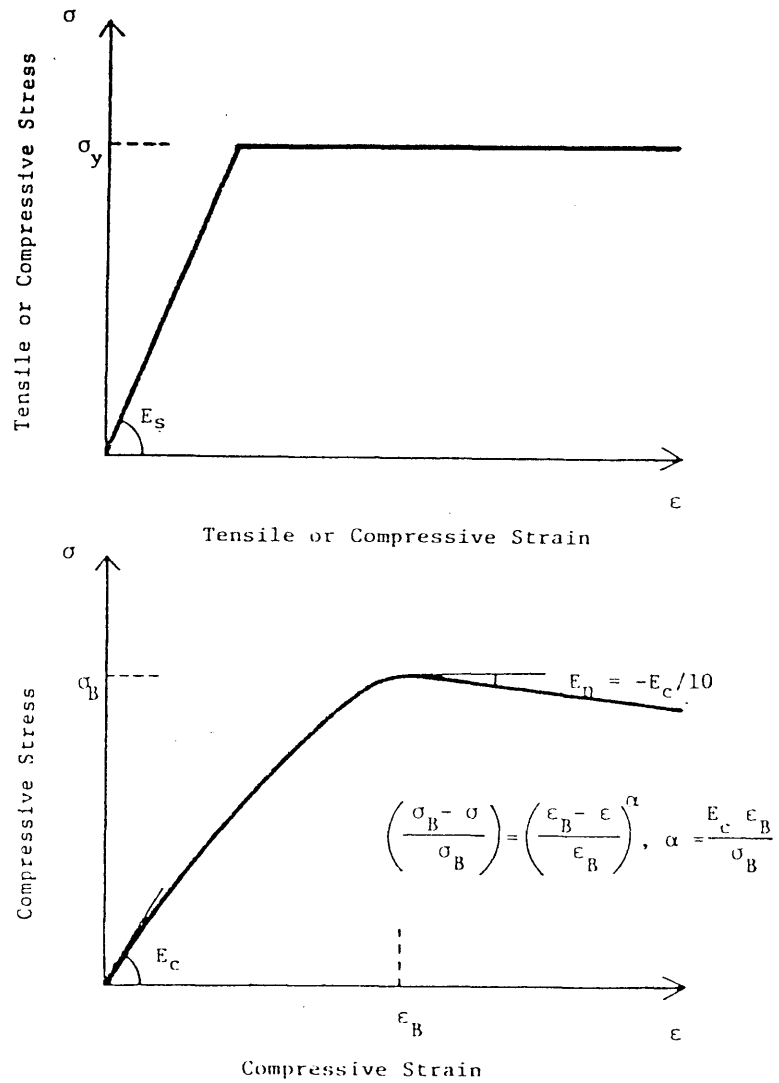 σ
Tensile or Compressive Stress
σy
Es
ε
Tensile or Compressive Strain
σ
Compressive Stress
σB
ED = -Ec/10
((σB - σ)/σB) = ((εB - ε)/εB)^α, α = Ec εB/σB
Ec
εB
ε
Compressive Strain